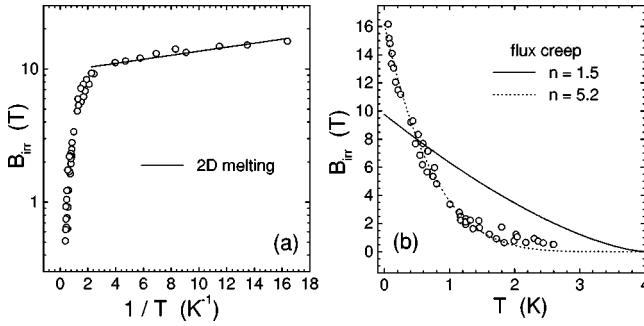 10
1
B_irr (T)
2D melting
(a)
0 2 4 6 8 10 12 14 16 18
1 / T (K⁻¹)
18
16
14
12
10
8
6
4
2
0
B_irr (T)
flux creep
n = 1.5
n = 5.2
(b)
0 1 2 3 4
T (K)